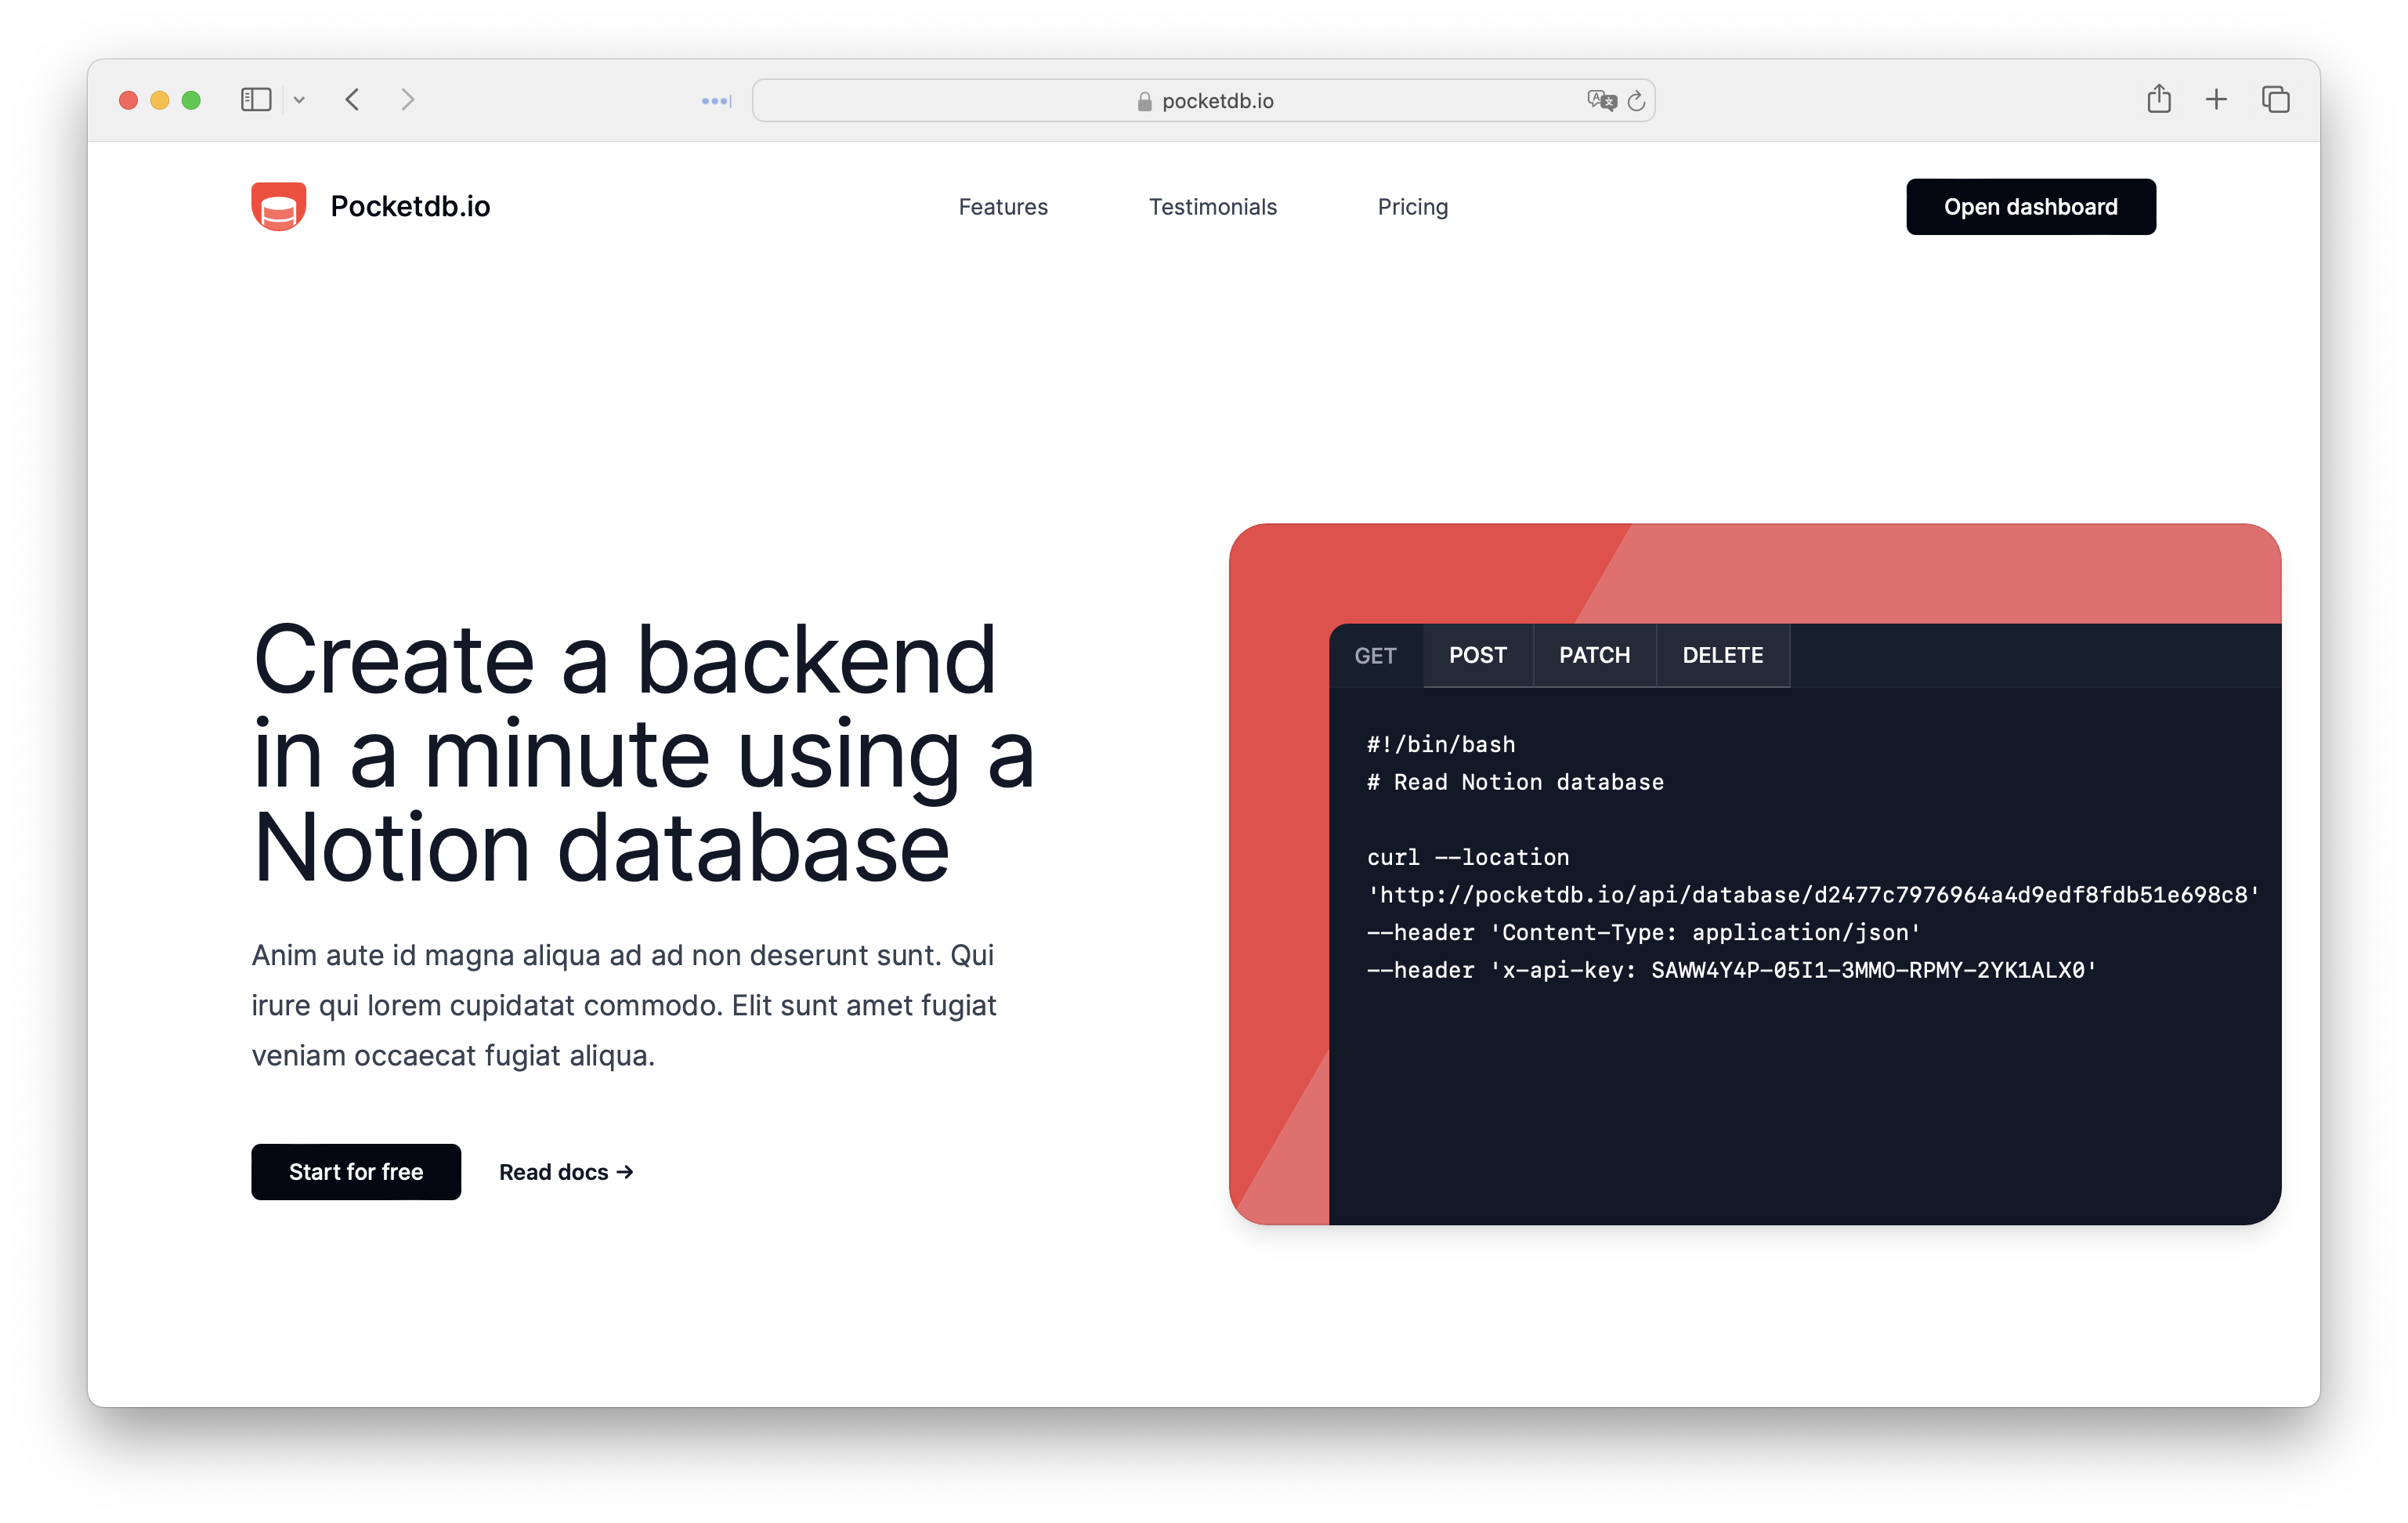 pocketdb.io
Pocketdb.io
Features
Testimonials
Pricing
Open dashboard
Create a backend
in a minute using a
Notion database
Anim aute id magna aliqua ad ad non deserunt sunt. Qui
irure qui lorem cupidatat commodo. Elit sunt amet fugiat
veniam occaecat fugiat aliqua.
Start for free
Read docs →
GET
POST
PATCH
DELETE
#!/bin/bash
# Read Notion database
curl --location
'http://pocketdb.io/api/database/d2477c7976964a4d9edf8fdb51e698c8'
--header 'Content-Type: application/json'
--header 'x-api-key: SAWW4Y4P-05I1-3MMO-RPMY-2YK1ALX0'